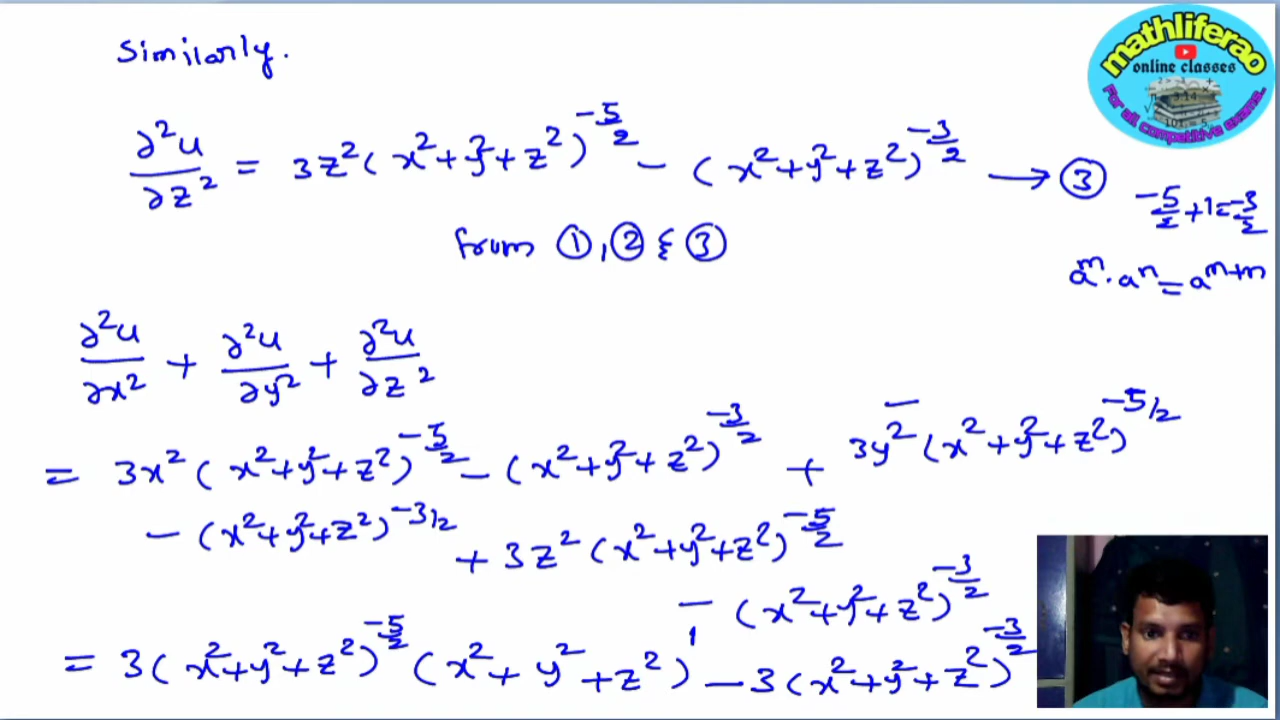 Similarly.
mathliferao
online classes
For all competitive exams..
∂²u/∂z² = 3z²(x²+y²+z²)^(-5/2) - (x²+y²+z²)^(-3/2) → ③
-5/2 + 1 = -3/2
from ①, ② & ③
a^m · a^n = a^(m+n)
∂²u/∂x² + ∂²u/∂y² + ∂²u/∂z²
= 3x²(x²+y²+z²)^(-5/2) - (x²+y²+z²)^(-3/2) + 3y²(x²+y²+z²)^(-5/2)
- (x²+y²+z²)^(-3/2) + 3z²(x²+y²+z²)^(-5/2)
- (x²+y²+z²)^(-3/2)
= 3(x²+y²+z²)^(-5/2) (x²+y²+z²)^1 - 3(x²+y²+z²)^(-3/2)